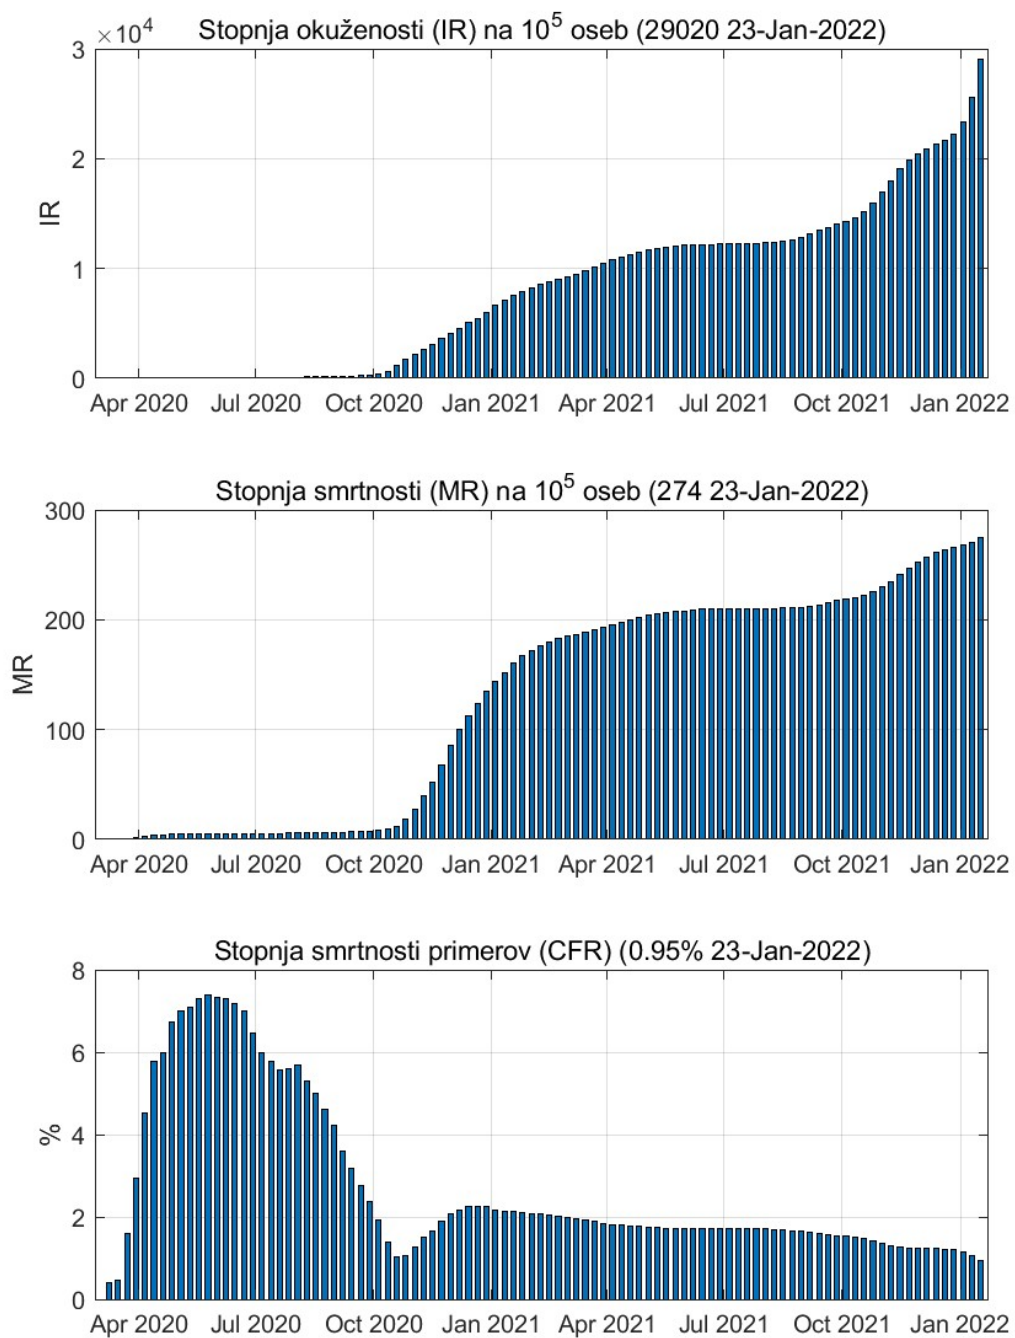 Stopnja okuženosti (IR) na 10^5 oseb (29020 23-Jan-2022)
×10^4
3
2
1
0
IR
Apr 2020 Jul 2020 Oct 2020 Jan 2021 Apr 2021 Jul 2021 Oct 2021 Jan 2022
Stopnja smrtnosti (MR) na 10^5 oseb (274 23-Jan-2022)
300
200
100
0
MR
Apr 2020 Jul 2020 Oct 2020 Jan 2021 Apr 2021 Jul 2021 Oct 2021 Jan 2022
Stopnja smrtnosti primerov (CFR) (0.95% 23-Jan-2022)
8
6
4
2
0
%
Apr 2020 Jul 2020 Oct 2020 Jan 2021 Apr 2021 Jul 2021 Oct 2021 Jan 2022